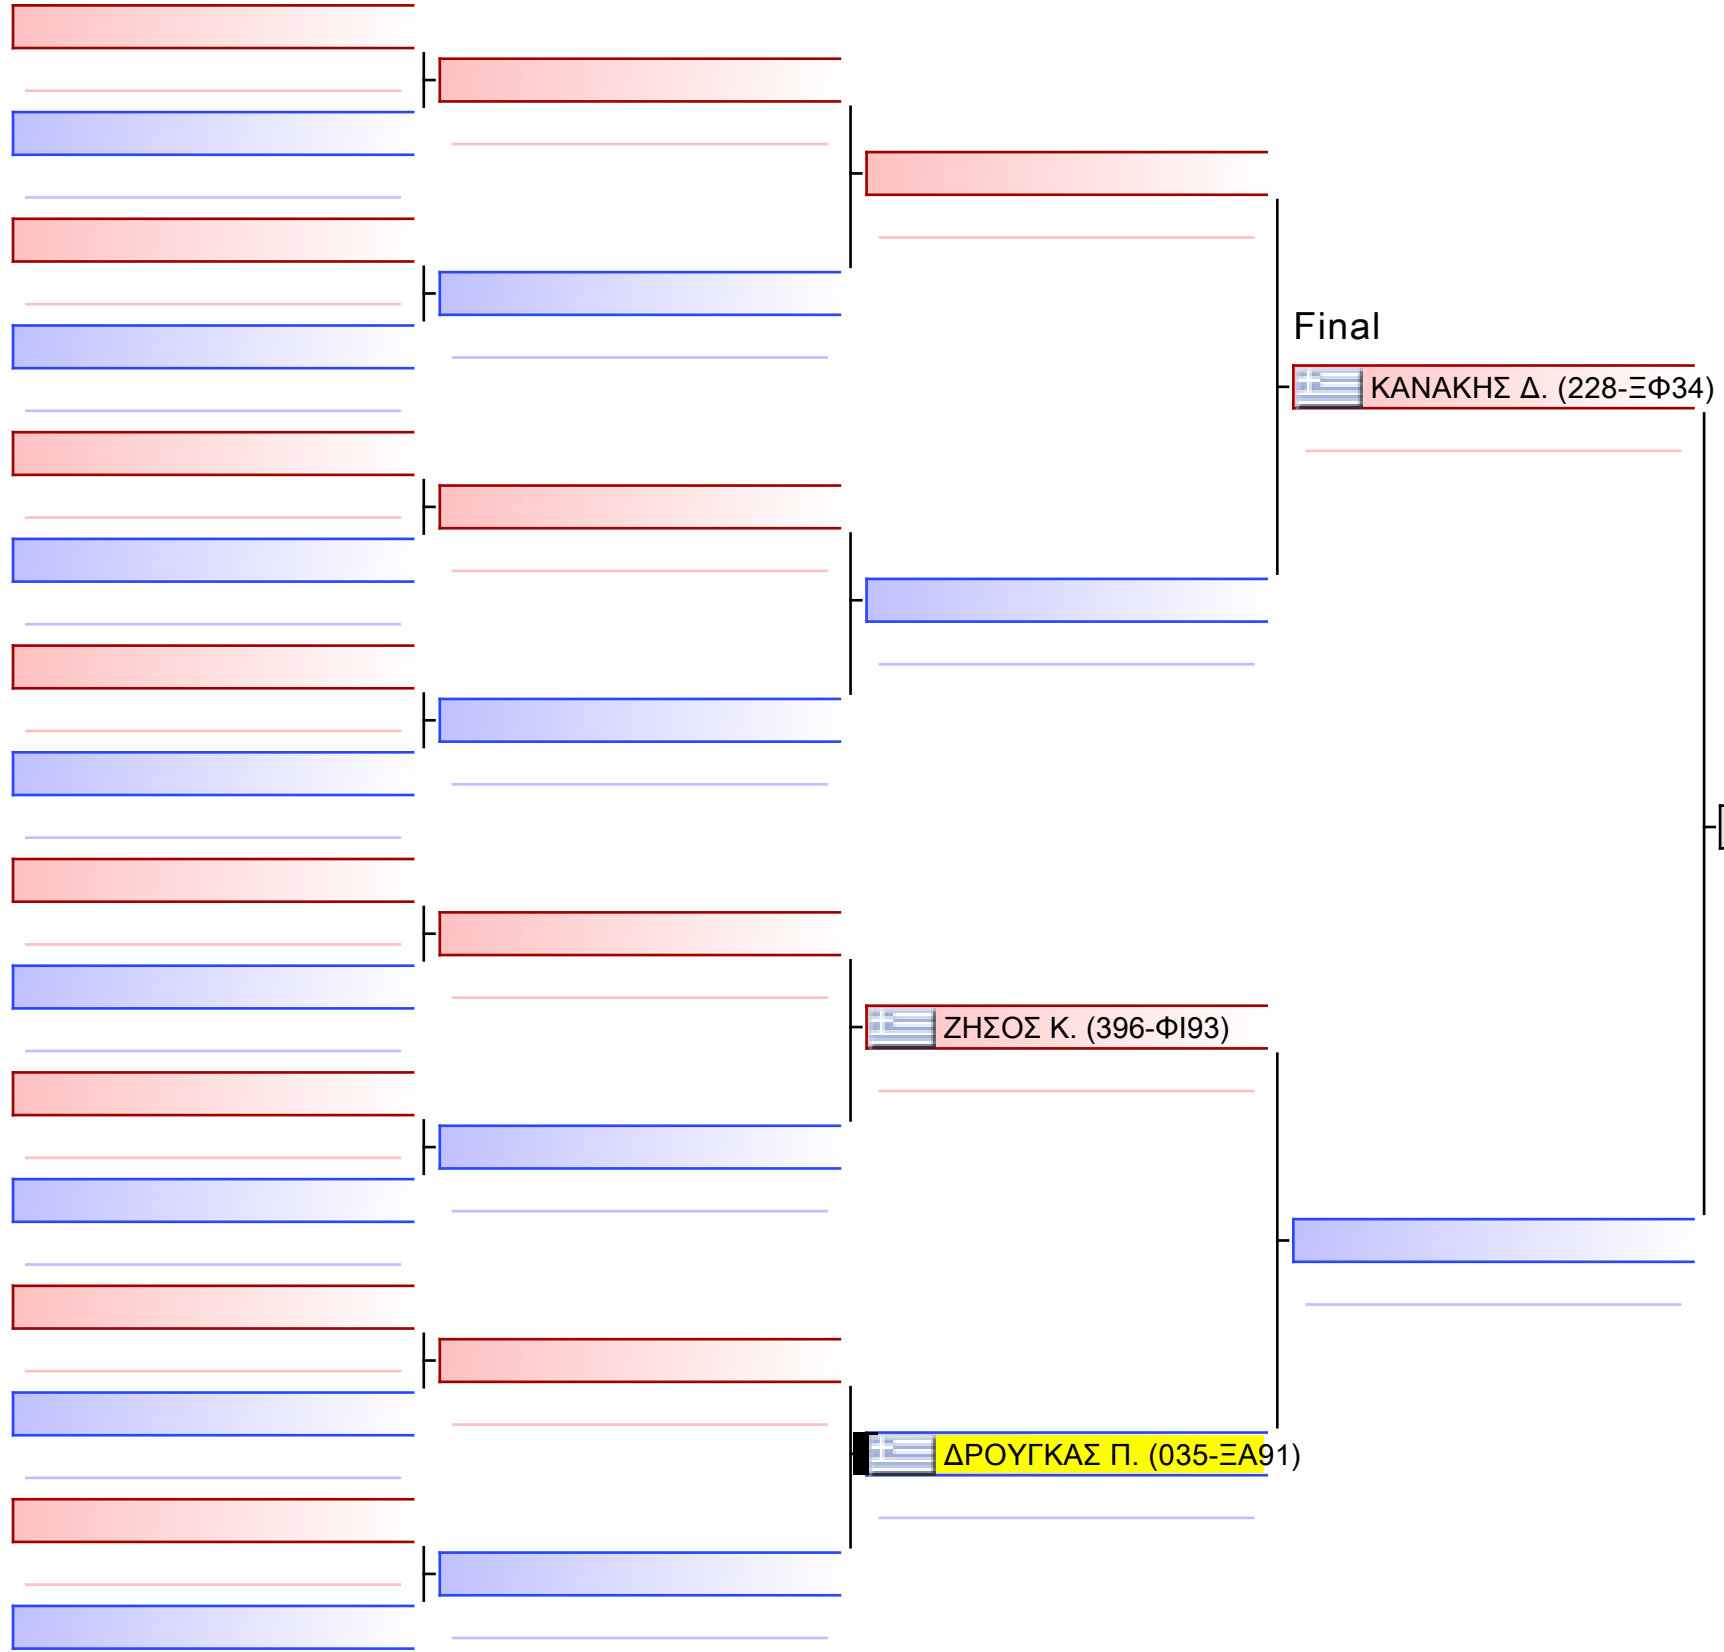 Final
ΚΑΝΑΚΗΣ Δ. (228-ΞΦ34)
ΖΗΣΟΣ Κ. (396-ΦΙ93)
ΔΡΟΥΓΚΑΣ Π. (035-ΞΑ91)